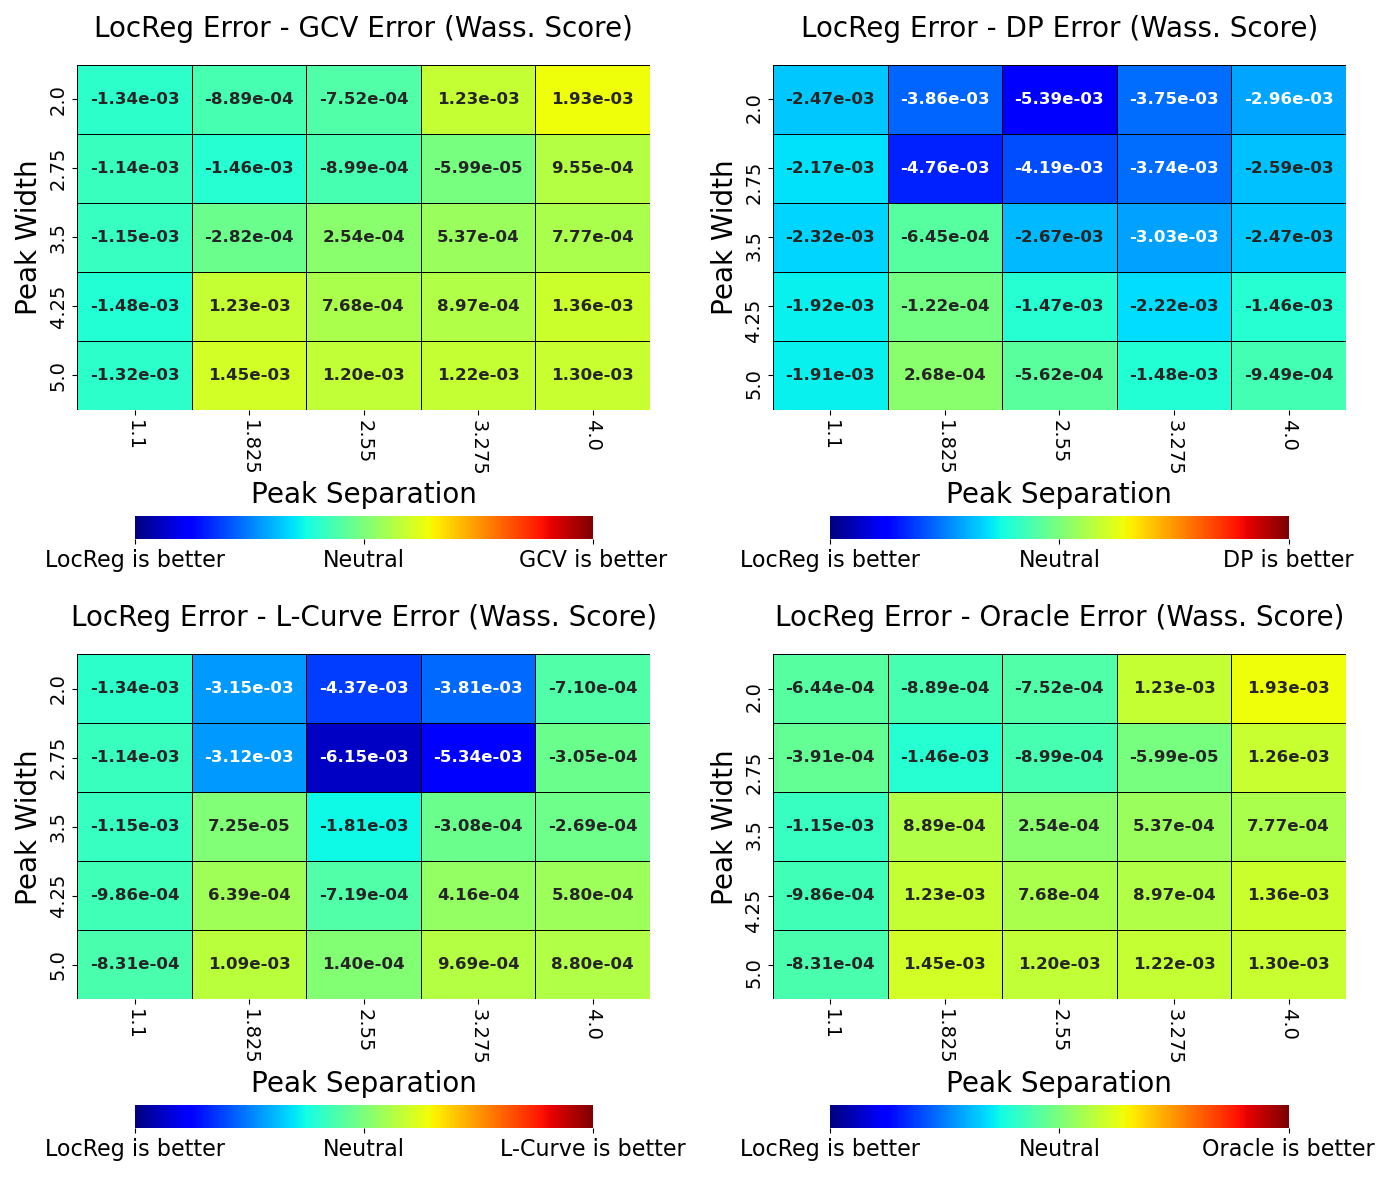 LocReg Error - GCV Error (Wass. Score)
Peak Width
2.0 -1.34e-03 -8.89e-04 -7.52e-04 1.23e-03 1.93e-03
2.75 -1.14e-03 -1.46e-03 -8.99e-04 -5.99e-05 9.55e-04
3.5 -1.15e-03 -2.82e-04 2.54e-04 5.37e-04 7.77e-04
4.25 -1.48e-03 1.23e-03 7.68e-04 8.97e-04 1.36e-03
5.0 -1.32e-03 1.45e-03 1.20e-03 1.22e-03 1.30e-03
1.1 1.825 2.55 3.275 4.0
Peak Separation
LocReg is better Neutral GCV is better
LocReg Error - DP Error (Wass. Score)
Peak Width
2.0 -2.47e-03 -3.86e-03 -5.39e-03 -3.75e-03 -2.96e-03
2.75 -2.17e-03 -4.76e-03 -4.19e-03 -3.74e-03 -2.59e-03
3.5 -2.32e-03 -6.45e-04 -2.67e-03 -3.03e-03 -2.47e-03
4.25 -1.92e-03 -1.22e-04 -1.47e-03 -2.22e-03 -1.46e-03
5.0 -1.91e-03 2.68e-04 -5.62e-04 -1.48e-03 -9.49e-04
1.1 1.825 2.55 3.275 4.0
Peak Separation
LocReg is better Neutral DP is better
LocReg Error - L-Curve Error (Wass. Score)
Peak Width
2.0 -1.34e-03 -3.15e-03 -4.37e-03 -3.81e-03 -7.10e-04
2.75 -1.14e-03 -3.12e-03 -6.15e-03 -5.34e-03 -3.05e-04
3.5 -1.15e-03 7.25e-05 -1.81e-03 -3.08e-04 -2.69e-04
4.25 -9.86e-04 6.39e-04 -7.19e-04 4.16e-04 5.80e-04
5.0 -8.31e-04 1.09e-03 1.40e-04 9.69e-04 8.80e-04
1.1 1.825 2.55 3.275 4.0
Peak Separation
LocReg is better Neutral L-Curve is better
LocReg Error - Oracle Error (Wass. Score)
Peak Width
2.0 -6.44e-04 -8.89e-04 -7.52e-04 1.23e-03 1.93e-03
2.75 -3.91e-04 -1.46e-03 -8.99e-04 -5.99e-05 1.26e-03
3.5 -1.15e-03 8.89e-04 2.54e-04 5.37e-04 7.77e-04
4.25 -9.86e-04 1.23e-03 7.68e-04 8.97e-04 1.36e-03
5.0 -8.31e-04 1.45e-03 1.20e-03 1.22e-03 1.30e-03
1.1 1.825 2.55 3.275 4.0
Peak Separation
LocReg is better Neutral Oracle is better